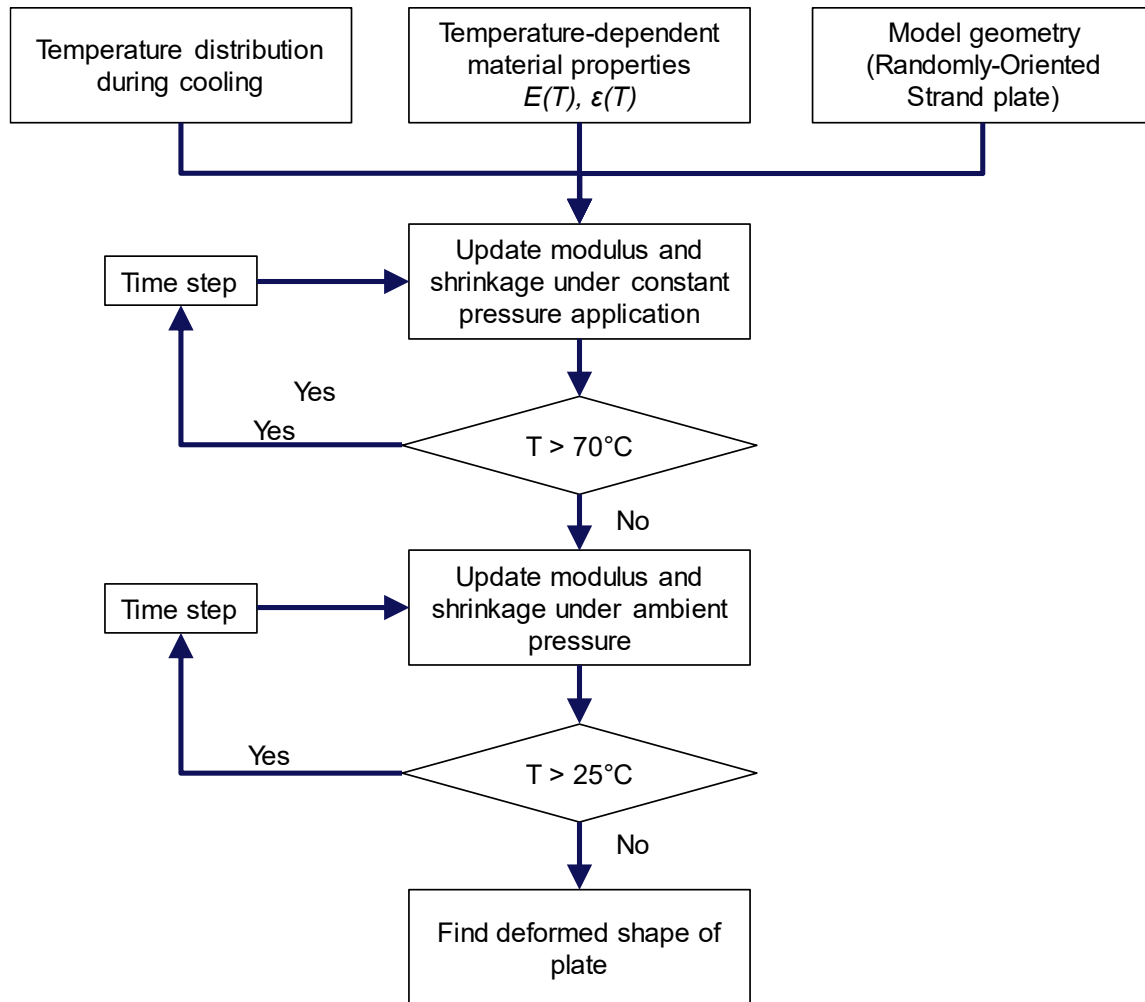 Temperature distribution
during cooling
Temperature-dependent
material properties
E(T), ε(T)
Model geometry
(Randomly-Oriented
Strand plate)
Update modulus and
shrinkage under constant
pressure application
Time step
Yes
Yes
T > 70°C
No
Update modulus and
shrinkage under ambient
pressure
Time step
Yes
T > 25°C
No
Find deformed shape of
plate